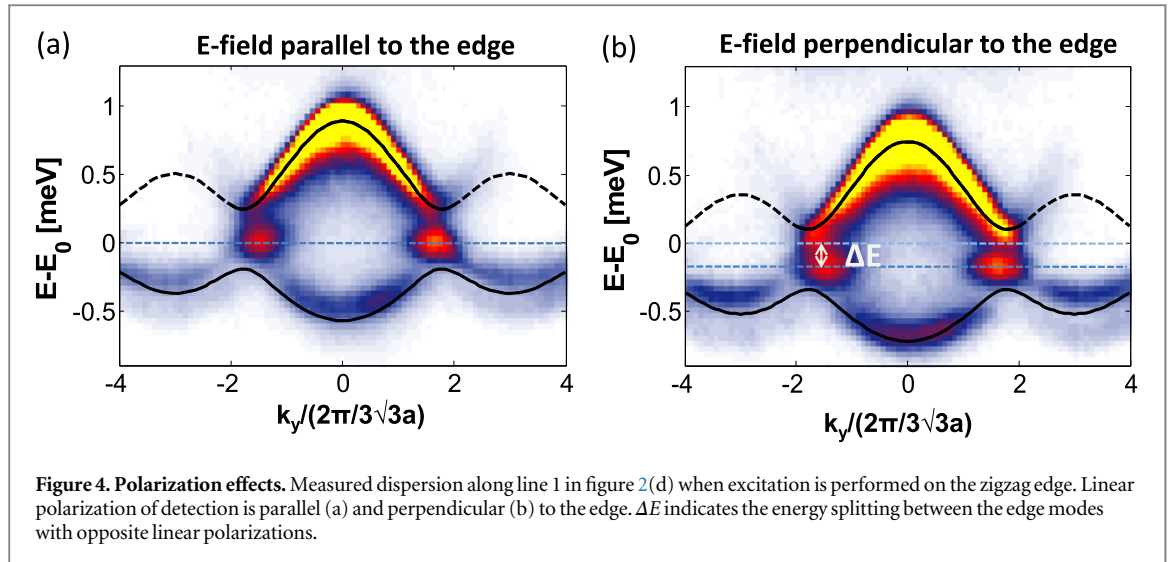 (a) E-field parallel to the edge
(b) E-field perpendicular to the edge
E-E0 [meV]
1
0.5
0
-0.5
-4 -2 0 2 4
ky/(2π/3√3a)
E-E0 [meV]
1
0.5
0
-0.5
ΔE
-4 -2 0 2 4
ky/(2π/3√3a)
Figure 4. Polarization effects. Measured dispersion along line 1 in figure 2(d) when excitation is performed on the zigzag edge. Linear
polarization of detection is parallel (a) and perpendicular (b) to the edge. ΔE indicates the energy splitting between the edge modes
with opposite linear polarizations.